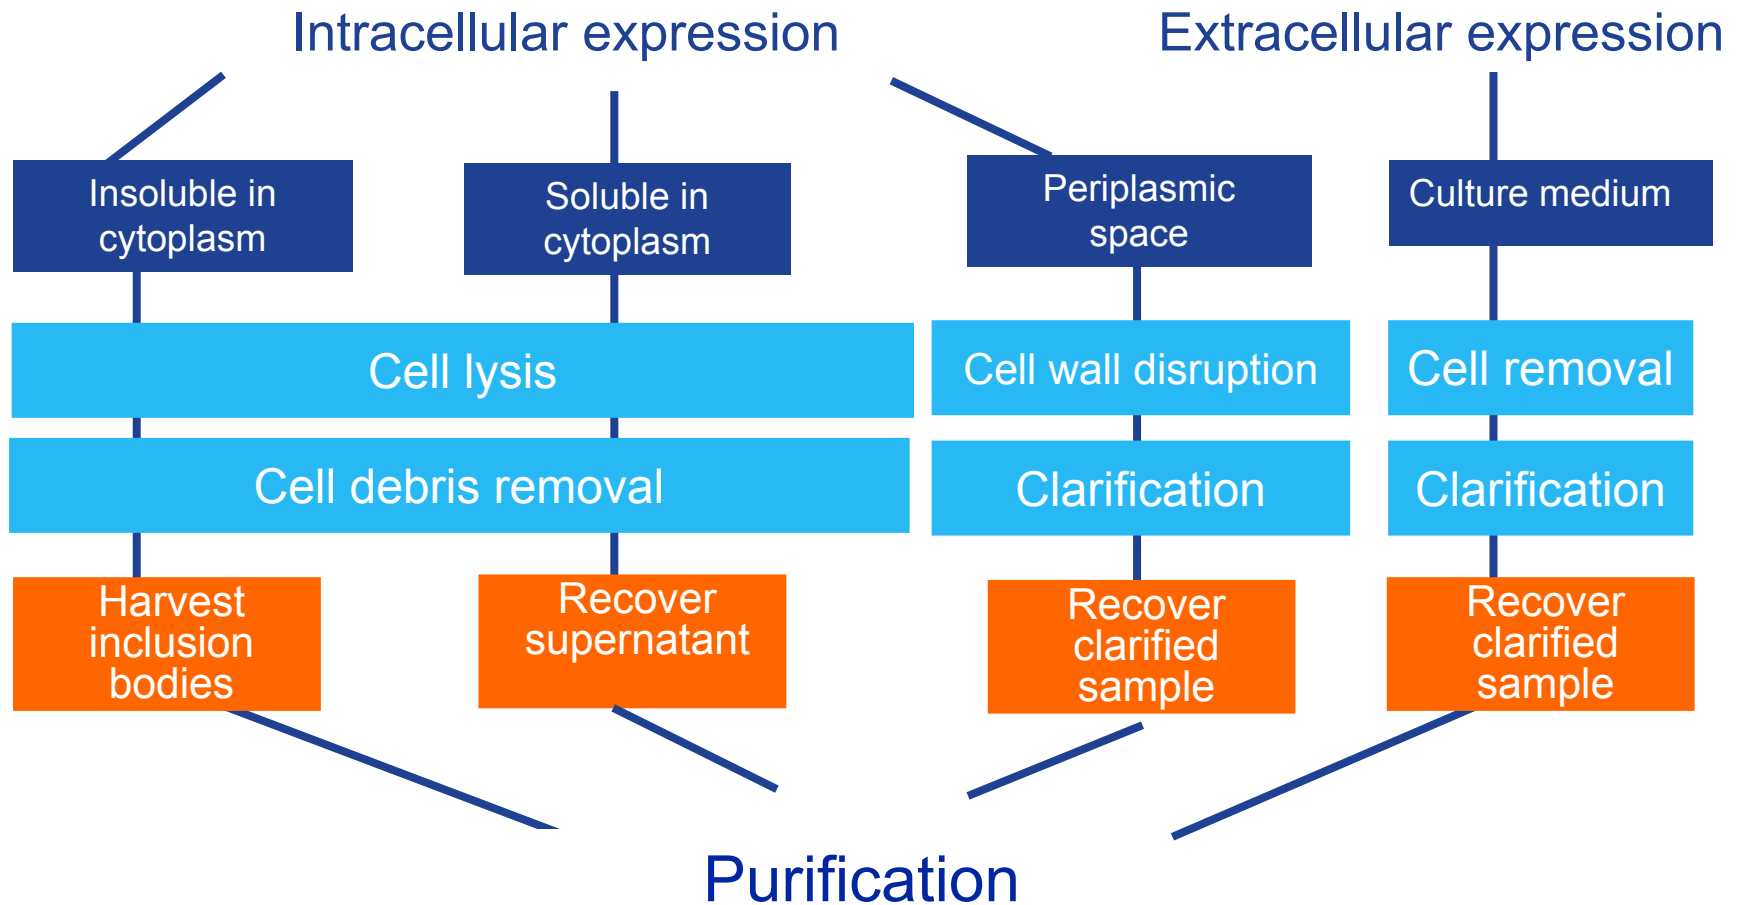 Intracellular expression
Extracellular expression
Insoluble in
cytoplasm
Soluble in
cytoplasm
Periplasmic
space
Culture medium
Cell lysis
Cell wall disruption
Cell removal
Cell debris removal
Clarification
Clarification
Harvest
inclusion
bodies
Recover
supernatant
Recover
clarified
sample
Recover
clarified
sample
Purification